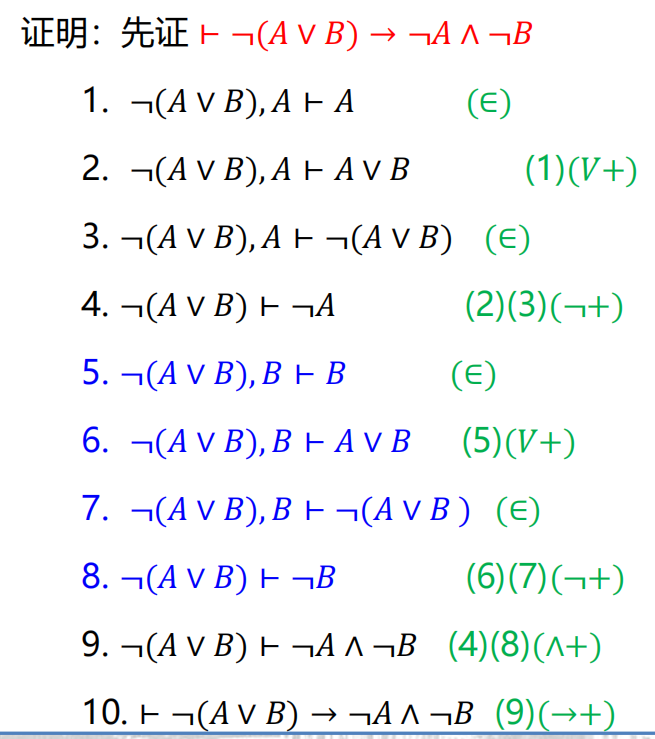 证明：先证 ⊢ ¬(A ∨ B) → ¬A ∧ ¬B
1. ¬(A ∨ B), A ⊢ A (∈)
2. ¬(A ∨ B), A ⊢ A ∨ B (1)(V+)
3. ¬(A ∨ B), A ⊢ ¬(A ∨ B) (∈)
4. ¬(A ∨ B) ⊢ ¬A (2)(3)(¬+)
5. ¬(A ∨ B), B ⊢ B (∈)
6. ¬(A ∨ B), B ⊢ A ∨ B (5)(V+)
7. ¬(A ∨ B), B ⊢ ¬(A ∨ B ) (∈)
8. ¬(A ∨ B) ⊢ ¬B (6)(7)(¬+)
9. ¬(A ∨ B) ⊢ ¬A ∧ ¬B (4)(8)(∧+)
10. ⊢ ¬(A ∨ B) → ¬A ∧ ¬B (9)(→+)